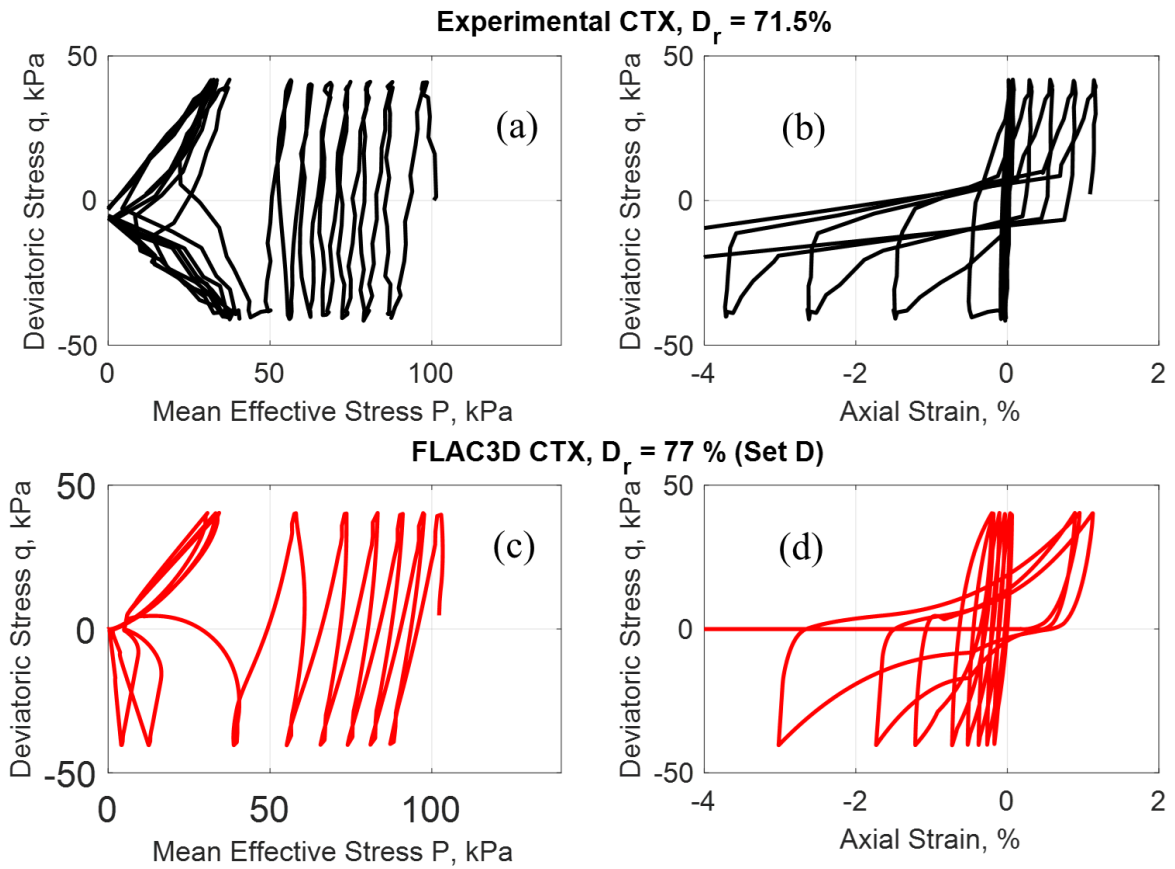 Experimental CTX, Dr = 71.5%
50
0
-50
Deviatoric Stress q, kPa
(a)
0
50
100
Mean Effective Stress P, kPa
50
0
-50
Deviatoric Stress q, kPa
(b)
-4
-2
0
2
Axial Strain, %
FLAC3D CTX, Dr = 77 % (Set D)
50
0
-50
Deviatoric Stress q, kPa
(c)
0
50
100
Mean Effective Stress P, kPa
50
0
-50
Deviatoric Stress q, kPa
(d)
-4
-2
0
2
Axial Strain, %